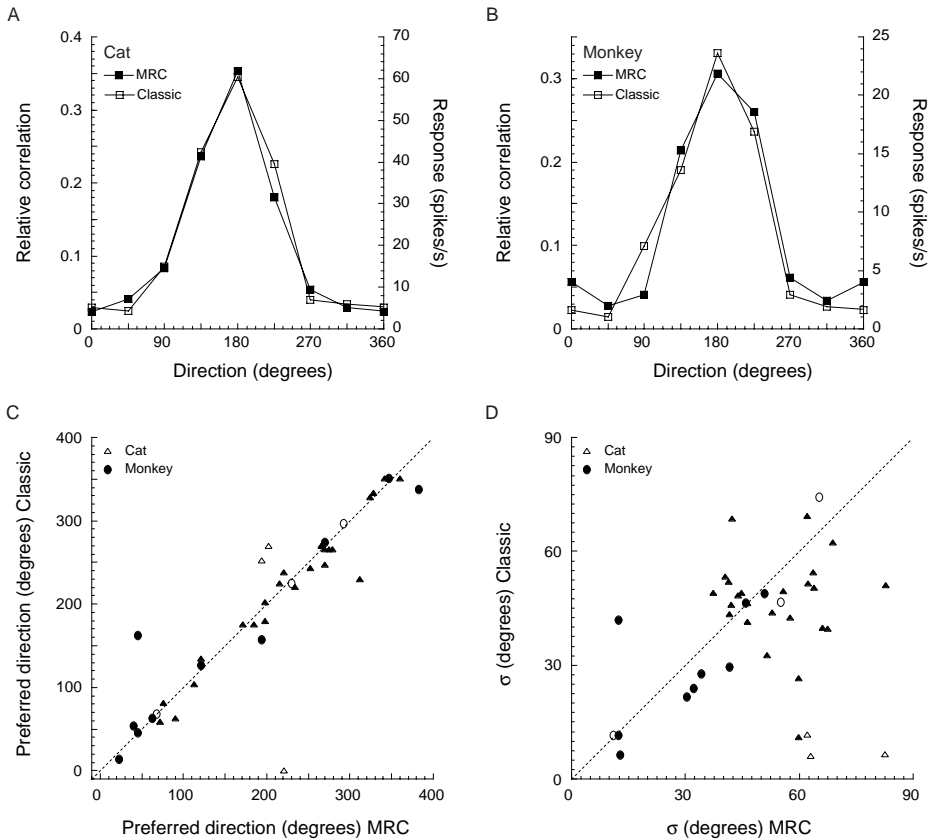 A
Cat
MRC
Classic
0.4
0.3
0.2
0.1
0
Relative correlation
70
60
50
40
30
20
10
0
Response (spikes/s)
0 90 180 270 360
Direction (degrees)
B
Monkey
MRC
Classic
0.3
0.2
0.1
0
Relative correlation
25
20
15
10
5
0
Response (spikes/s)
0 90 180 270 360
Direction (degrees)
C
Cat
Monkey
400
300
200
100
0
Preferred direction (degrees) Classic
0 100 200 300 400
Preferred direction (degrees) MRC
D
Cat
Monkey
90
60
30
0
σ (degrees) Classic
0 30 60 90
σ (degrees) MRC